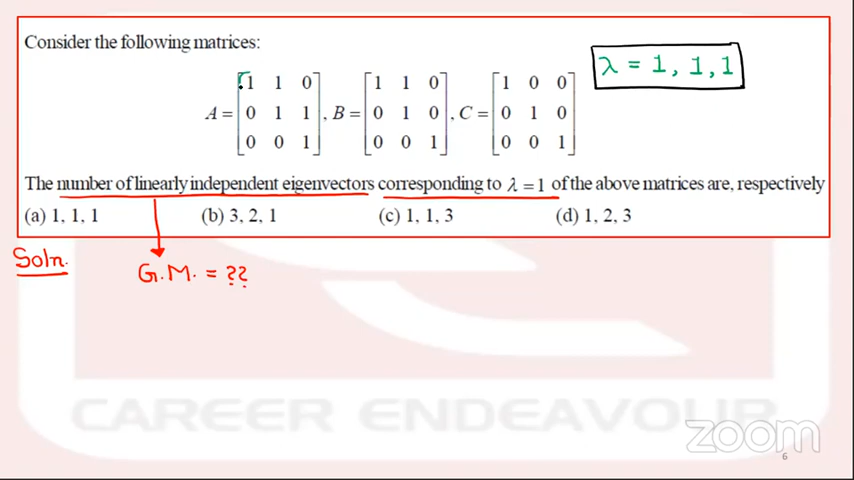 Consider the following matrices:
λ = 1, 1, 1
A = [1 1 0
0 1 1
0 0 1], B = [1 1 0
0 1 0
0 0 1], C = [1 0 0
0 1 0
0 0 1]
The number of linearly independent eigenvectors corresponding to λ = 1 of the above matrices are, respectively
(a) 1, 1, 1 (b) 3, 2, 1 (c) 1, 1, 3 (d) 1, 2, 3
Soln.
G.M. = ??
CAREER ENDEAVOUR
zoom
6